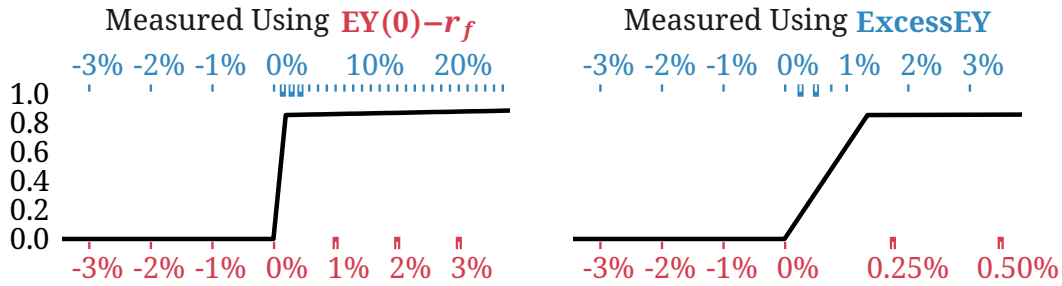 Measured Using EY(0)−r_f
Measured Using ExcessEY
-3% -2% -1% 0% 10% 20%
-3% -2% -1% 0% 1% 2% 3%
1.0
0.8
0.6
0.4
0.2
0.0
-3% -2% -1% 0% 1% 2% 3%
-3% -2% -1% 0% 0.25% 0.50%